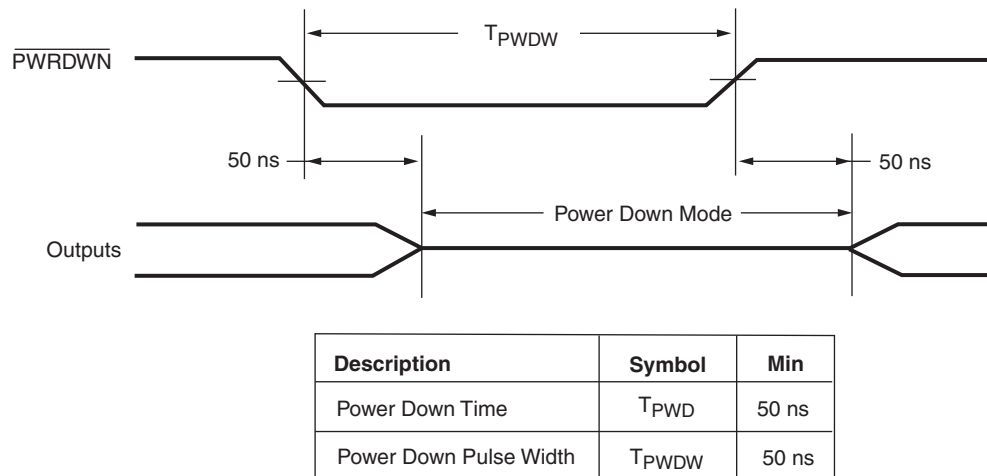 T_PWDW
PWRDWN
50 ns
50 ns
Power Down Mode
Outputs
Description Symbol Min
Power Down Time T_PWD 50 ns
Power Down Pulse Width T_PWDW 50 ns